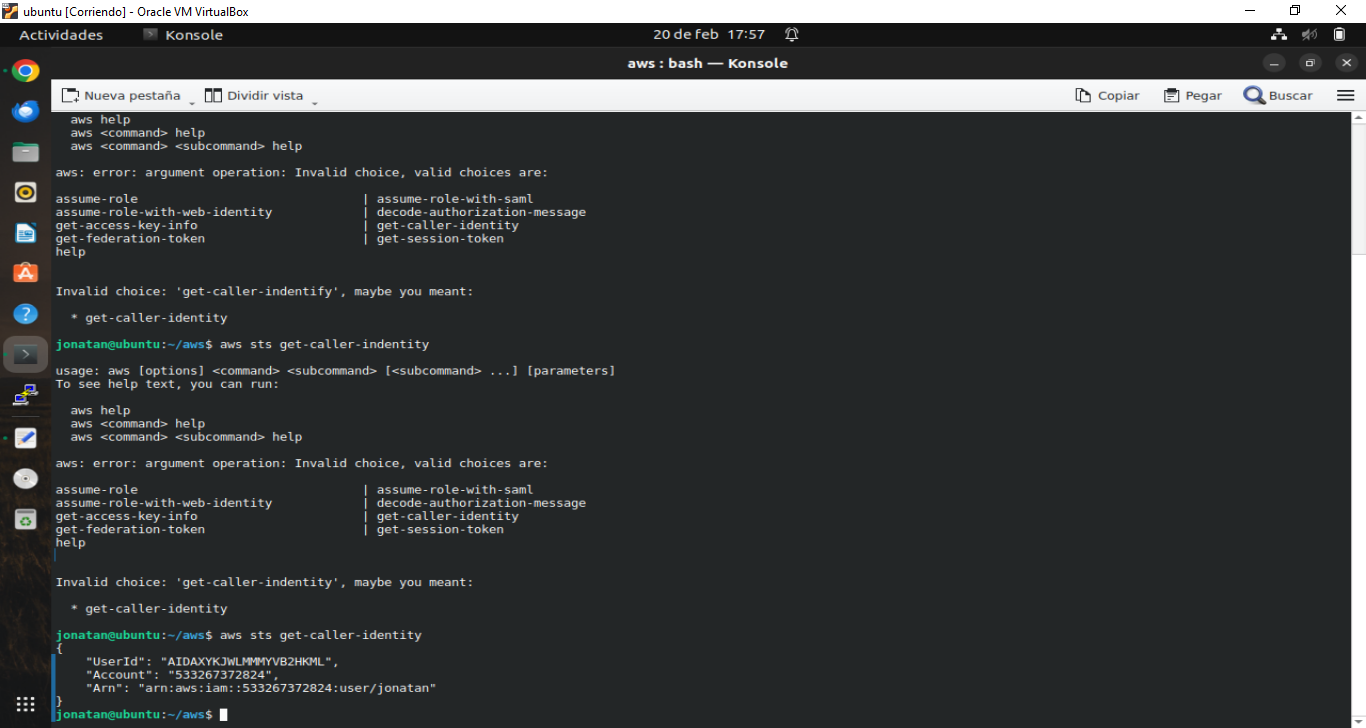 ubuntu [Corriendo] - Oracle VM VirtualBox
Actividades Konsole 20 de feb 17:57
aws : bash — Konsole
Nueva pestaña Dividir vista Copiar Pegar Buscar
aws help
aws <command> help
aws <command> <subcommand> help
aws: error: argument operation: Invalid choice, valid choices are:
assume-role | assume-role-with-saml
assume-role-with-web-identity | decode-authorization-message
get-access-key-info | get-caller-identity
get-federation-token | get-session-token
help
Invalid choice: 'get-caller-indentify', maybe you meant:
* get-caller-identity
jonatan@ubuntu:~/aws$ aws sts get-caller-indentity
usage: aws [options] <command> <subcommand> [<subcommand> ...] [parameters]
To see help text, you can run:
aws help
aws <command> help
aws <command> <subcommand> help
aws: error: argument operation: Invalid choice, valid choices are:
assume-role | assume-role-with-saml
assume-role-with-web-identity | decode-authorization-message
get-access-key-info | get-caller-identity
get-federation-token | get-session-token
help
Invalid choice: 'get-caller-indentity', maybe you meant:
* get-caller-identity
jonatan@ubuntu:~/aws$ aws sts get-caller-identity
{
"UserId": "AIDAXYKJWLMMMYVB2HKML",
"Account": "533267372824",
"Arn": "arn:aws:iam::533267372824:user/jonatan"
}
jonatan@ubuntu:~/aws$